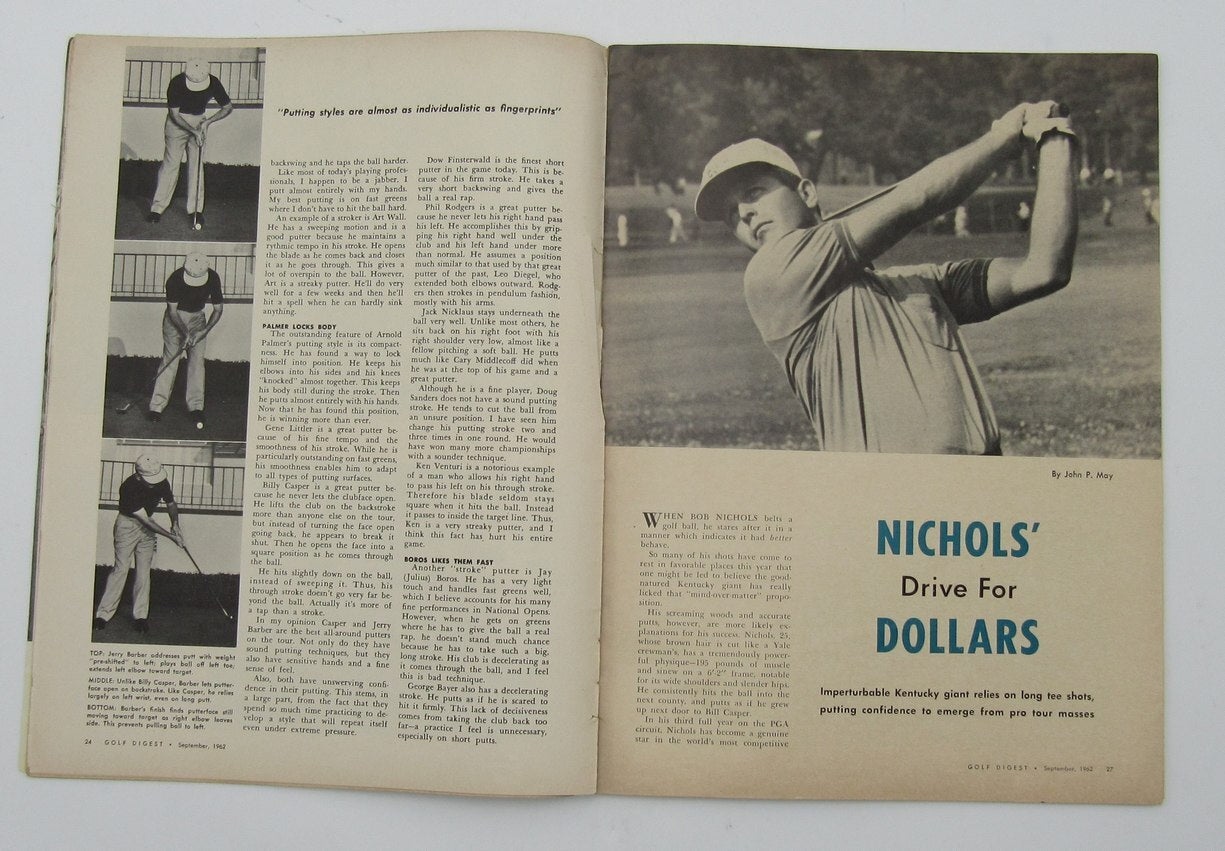 "Putting styles are almost as individualistic as fingerprints"
backswing and he taps the ball harder.
Like most of today's playing profes-
sionals, I happen to be a jabber. I
putt almost entirely with my hands.
My best putting is on fast greens
where I don't have to hit the ball hard.
An example of a stroker is Art Wall.
He has a sweeping motion and is a
good putter because he maintains a
rythmic tempo in his stroke. He opens
the blade as he comes back and closes
it as he goes through. This gives a
lot of overspin to the ball. However,
Art is a streaky putter. He'll do very
well for a few weeks and then he'll
hit a spell when he can hardly sink
anything.
PALMER LOCKS BODY
The outstanding feature of Arnold
Palmer's putting style is its compact-
ness. He has found a way to lock
himself into position. He keeps his
elbows into his sides and his knees
"knocked" almost together. This keeps
his body still during the stroke. Then
he putts almost entirely with his hands.
Now that he has found this position,
he is winning more than ever.
Gene Littler is a great putter be-
cause of his fine tempo and the
smoothness of his stroke. While he is
particularly outstanding on fast greens,
his smoothness enables him to adapt
to all types of putting surfaces.
Billy Casper is a great putter be-
cause he never lets the clubface open.
He lifts the club on the backstroke
more than anyone else on the tour,
but instead of turning the face open
going back, he appears to break it
shut. Then he opens the face into a
square position as he comes through
the ball.
He hits slightly down on the ball,
instead of sweeping it. Thus, his
through stroke doesn't go very far be-
yond the ball. Actually it's more of
a tap than a stroke.
In my opinion Casper and Jerry
Barber are the best all-around putters
on the tour. Not only do they have
sound putting techniques, but they
also have sensitive hands and a fine
sense of feel.
Also, both have unswerving confi-
dence in their putting. This stems, in
a large part, from the fact that they
spend so much time practicing to de-
velop a style that will repeat itself
even under extreme pressure.
Dow Finsterwald is the finest short
putter in the game today. This is be-
cause of his firm stroke. He takes a
very short backswing and gives the
ball a real rap.
Phil Rodgers is a great putter be-
cause he never lets his right hand pass
his left. He accomplishes this by grip-
ping his right hand well under the
club and his left hand under more
than normal. He assumes a position
much similar to that used by that great
putter of the past, Leo Diegel, who
extended both elbows outward. Rodg-
ers then strokes in pendulum fashion,
mostly with his arms.
Jack Nicklaus stays underneath the
ball very well. Unlike most others, he
sits back on his right foot with his
right shoulder very low, almost like a
fellow pitching a soft ball. He putts
much like Cary Middlecoff did when
he was at the top of his game and a
great putter.
Although he is a fine player, Doug
Sanders does not have a sound putting
stroke. He tends to cut the ball from
an unsure position. I have seen him
change his putting stroke two and
three times in one round. He would
have won many more championships
with a sounder technique.
Ken Venturi is a notorious example
of a man who allows his right hand
to pass his left on his through stroke.
Therefore his blade seldom stays
square when it hits the ball. Instead
it passes to inside the target line. Thus,
Ken is a very streaky putter, and I
think this fact has hurt his entire
game.
BOROS LIKES THEM FAST
Another "stroke" putter is Jay
(Julius) Boros. He has a very light
touch and handles fast greens well,
which I believe accounts for his many
fine performances in National Opens.
However, when he gets on greens
where he has to give the ball a real
rap, he doesn't stand much chance
because he has to take such a big,
long stroke. His club is decelerating as
it comes through the ball, and I feel
this is bad technique.
George Bayer also has a decelerating
stroke. He putts as if he is scared to
hit it firmly. This lack of decisiveness
comes from taking the club back too
far—a practice I feel is unnecessary,
especially on short putts.
TOP: Jerry Barber addresses putt with weight
"pre-shifted" to left; plays ball off left toe;
extends left elbow toward target.
MIDDLE: Unlike Billy Casper, Barber lets putter-
face open on backstroke. Like Casper, he relies
largely on left wrist, even on long putt.
BOTTOM: Barber's finish finds putterface still
moving toward target as right elbow leaves
side. This prevents pulling ball to left.
24 GOLF DIGEST • September, 1962
By John P. May
NICHOLS'
Drive For
DOLLARS
Imperturbable Kentucky giant relies on long tee shots,
putting confidence to emerge from pro tour masses
WHEN BOB NICHOLS belts a
golf ball, he stares after it in a
manner which indicates it had better
behave.
So many of his shots have come to
rest in favorable places this year that
one might be led to believe the good-
natured Kentucky giant has really
licked that "mind-over-matter" propo-
sition.
His screaming woods and accurate
putts, however, are more likely ex-
planations for his success. Nichols, 25,
whose brown hair is cut like a Yale
crewman's, has a tremendously power-
ful physique—195 pounds of muscle
and sinew on a 6'-2" frame, notable
for its wide shoulders and slender hips.
He consistently hits the ball into the
next county, and putts as if he grew
up next door to Bill Casper.
In his third full year on the PGA
circuit, Nichols has become a genuine
star in the world's most competitive
GOLF DIGEST • September, 1962 27